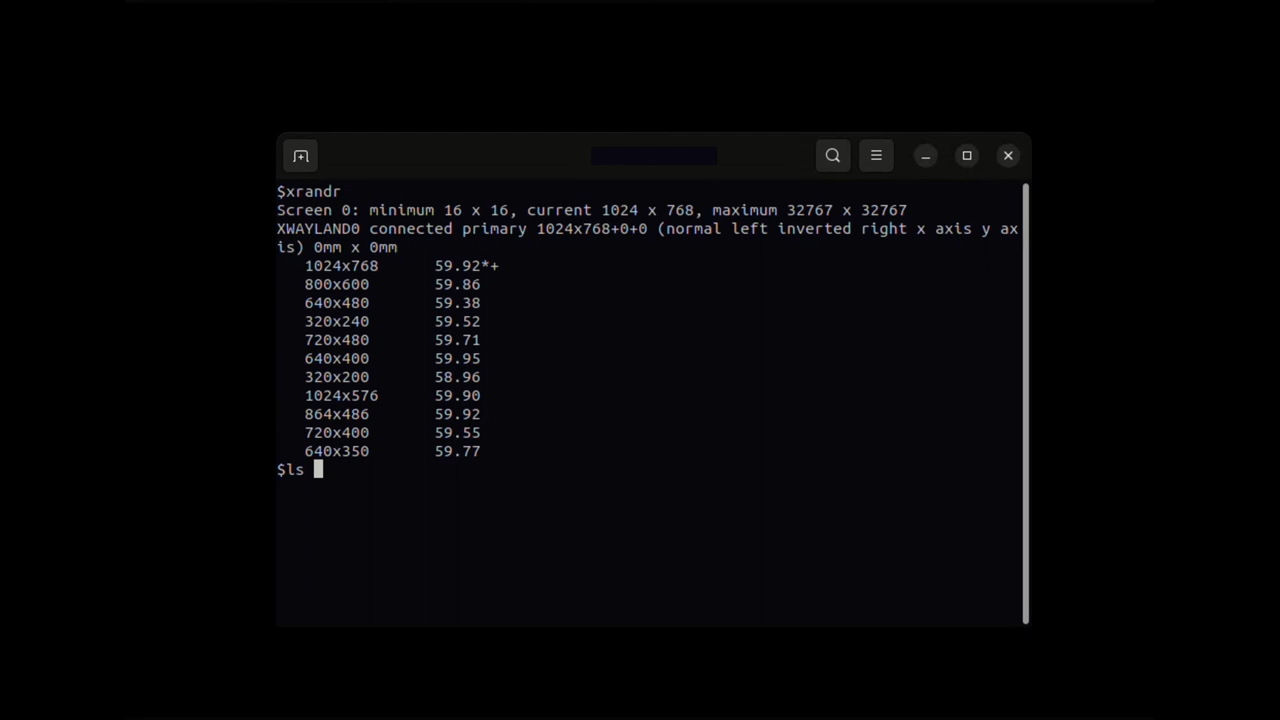 $xrandr
Screen 0: minimum 16 x 16, current 1024 x 768, maximum 32767 x 32767
XWAYLAND0 connected primary 1024x768+0+0 (normal left inverted right x axis y ax
is) 0mm x 0mm
   1024x768      59.92*+
   800x600       59.86
   640x480       59.38
   320x240       59.52
   720x480       59.71
   640x400       59.95
   320x200       58.96
   1024x576      59.90
   864x486       59.92
   720x400       59.55
   640x350       59.77
$ls